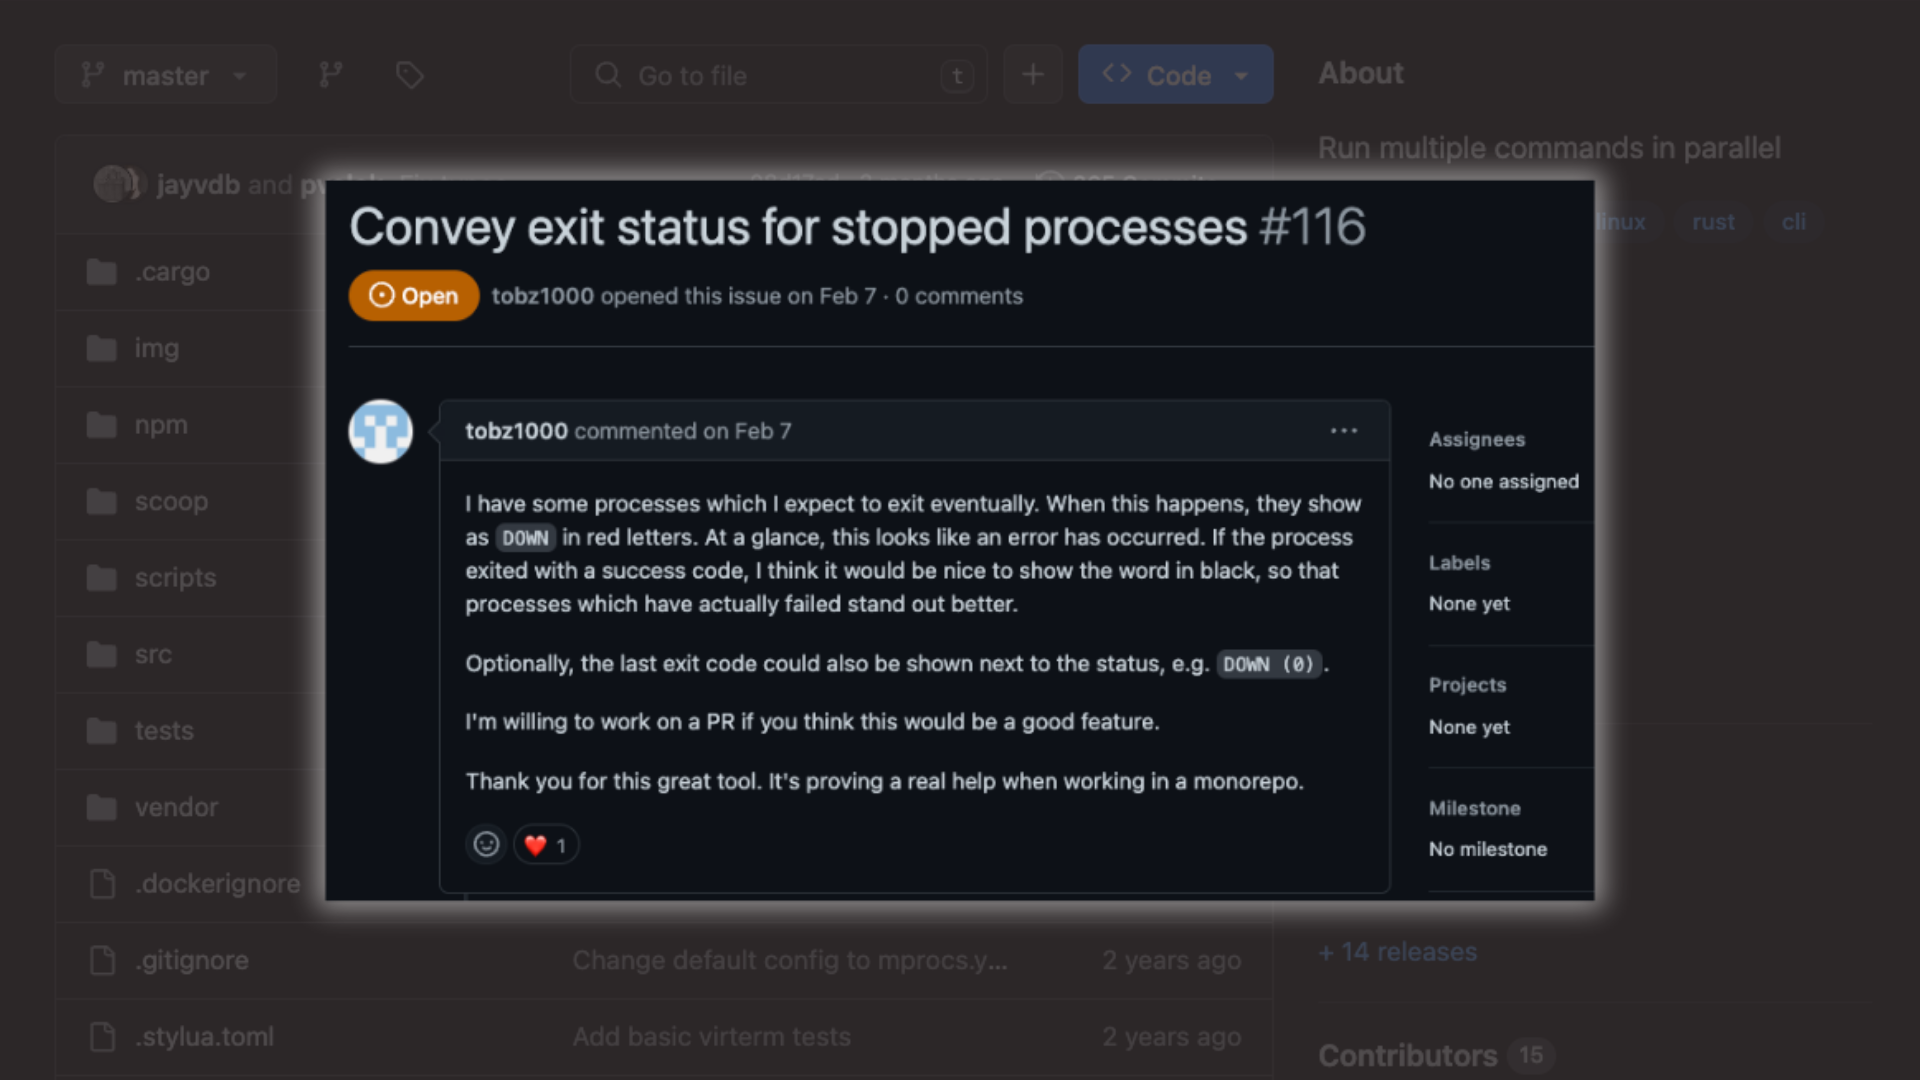 master
Go to file
t
Code
About
Run multiple commands in parallel
jayvdb and
linux
rust
cli
Convey exit status for stopped processes #116
Open
tobz1000 opened this issue on Feb 7 · 0 comments
tobz1000 commented on Feb 7
I have some processes which I expect to exit eventually. When this happens, they show
as DOWN in red letters. At a glance, this looks like an error has occurred. If the process
exited with a success code, I think it would be nice to show the word in black, so that
processes which have actually failed stand out better.
Optionally, the last exit code could also be shown next to the status, e.g. DOWN (0).
I'm willing to work on a PR if you think this would be a good feature.
Thank you for this great tool. It's proving a real help when working in a monorepo.
❤️ 1
Assignees
No one assigned
Labels
None yet
Projects
None yet
Milestone
No milestone
.cargo
img
npm
scoop
scripts
src
tests
vendor
.dockerignore
.gitignore
Change default config to mprocs.y...
2 years ago
.stylua.toml
Add basic virterm tests
2 years ago
+ 14 releases
Contributors 15